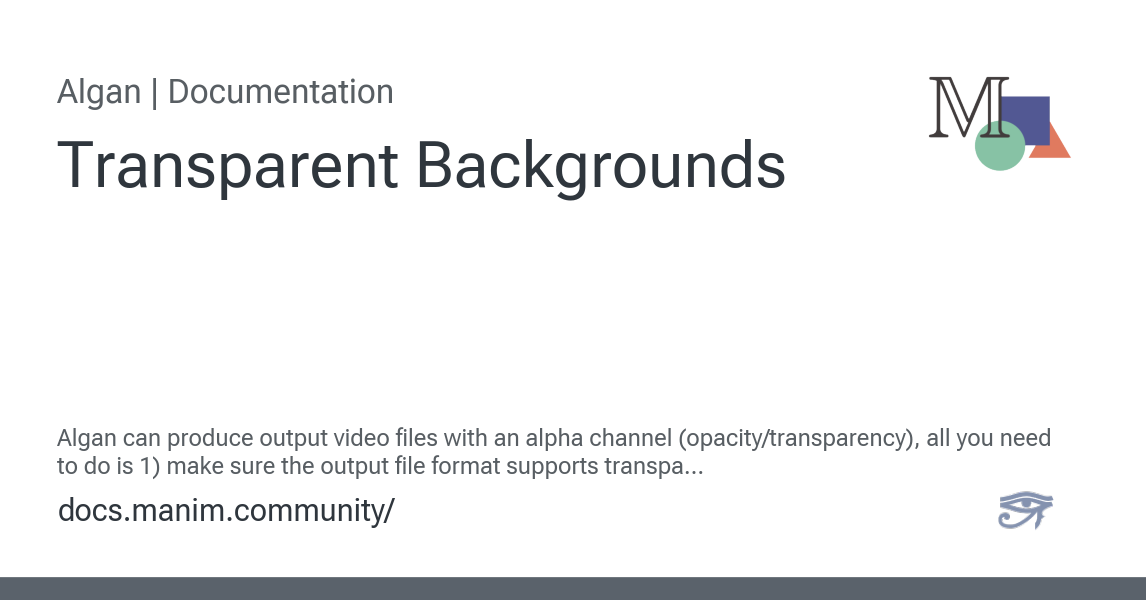 Algan | Documentation
M
Transparent Backgrounds
Algan can produce output video files with an alpha channel (opacity/transparency), all you need
to do is 1) make sure the output file format supports transpa...
docs.manim.community/